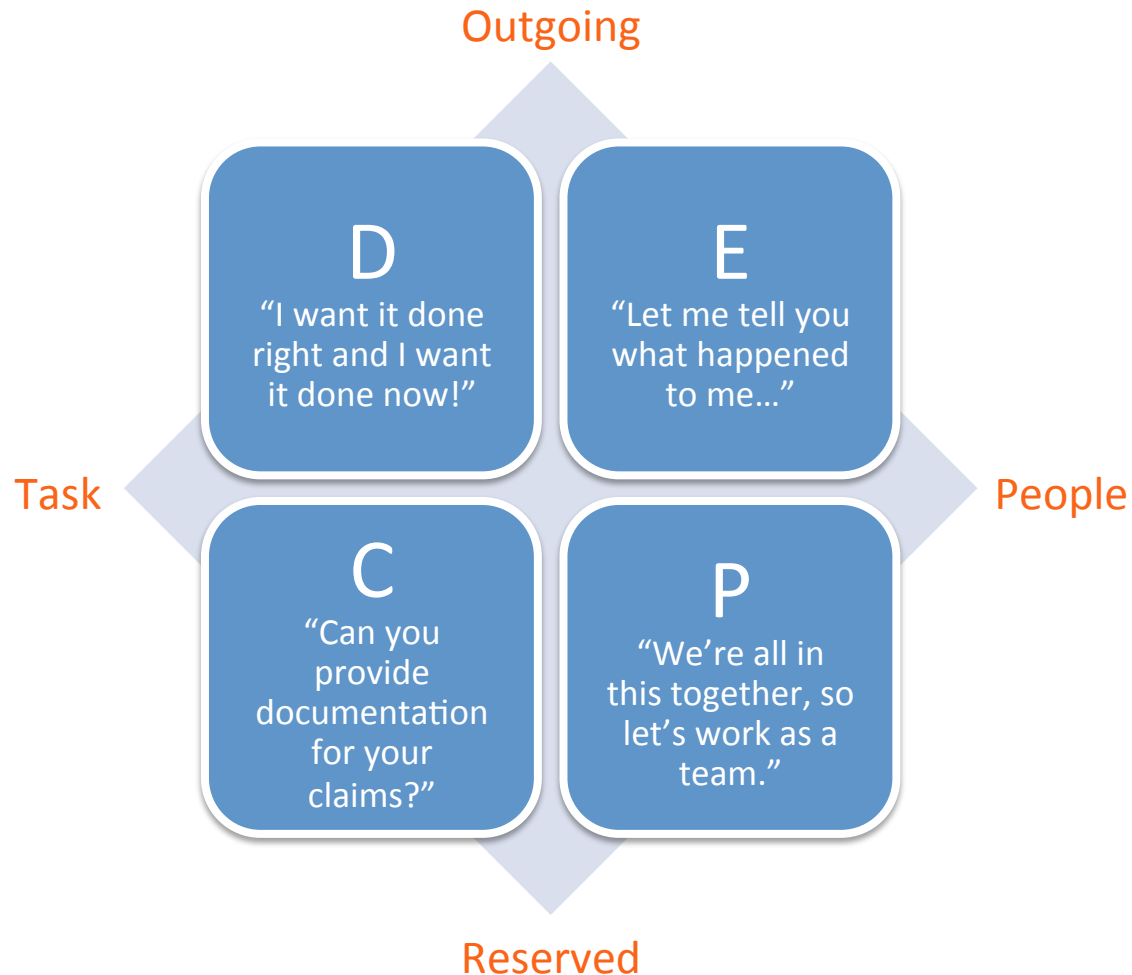 Outgoing
D
“I want it done
right and I want
it done now!”
E
“Let me tell you
what happened
to me…”
Task
People
C
“Can you
provide
documentation
for your
claims?”
P
“We’re all in
this together, so
let’s work as a
team.”
Reserved